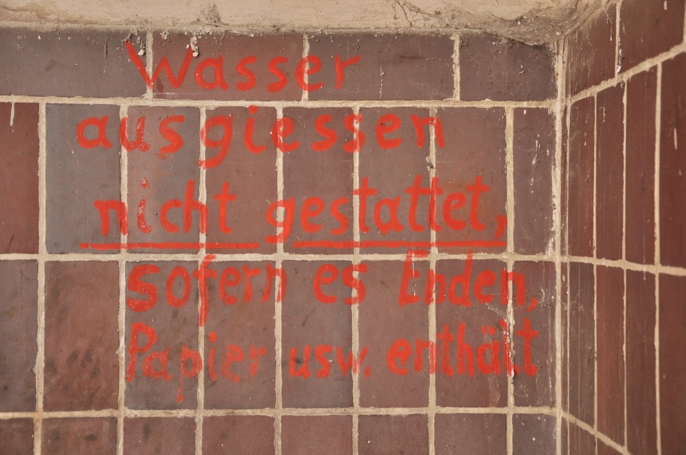 Wasser
ausgiessen
nicht gestattet,
sofern es Enden,
Papier usw. enthält